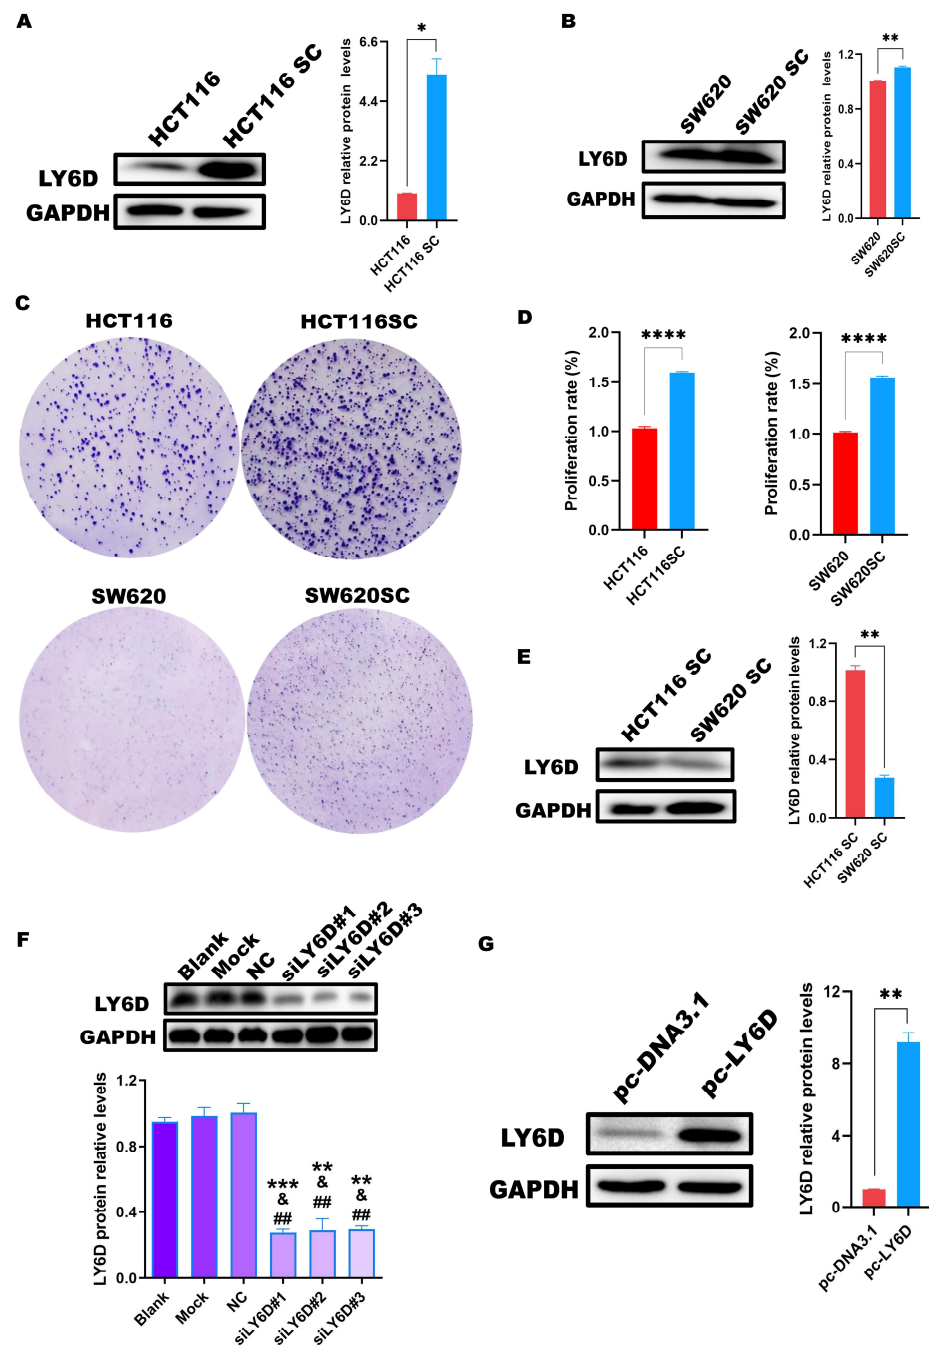 A
HCT116
HCT116 SC
LY6D
GAPDH
LY6D relative protein levels
6.6
4.4
2.2
0.0
*
HCT116
HCT116 SC
B
SW620
SW620 SC
LY6D
GAPDH
LY6D relative protein levels
1.2
0.8
0.4
0.0
**
SW620
SW620SC
C
HCT116
HCT116SC
SW620
SW620SC
D
Proliferation rate (%)
2.0
1.5
1.0
0.5
0.0
****
HCT116
HCT116SC
Proliferation rate (%)
2.0
1.5
1.0
0.5
0.0
****
SW620
SW620SC
E
HCT116 SC
SW620 SC
LY6D
GAPDH
LY6D relative protein levels
1.2
0.8
0.4
0.0
**
HCT116 SC
SW620 SC
F
Blank
Mock
NC
siLY6D#1
siLY6D#2
siLY6D#3
LY6D
GAPDH
LY6D protein relative levels
1.2
0.8
0.4
0.0
***
&
##
**
&
##
**
&
##
Blank
Mock
NC
siLY6D#1
siLY6D#2
siLY6D#3
G
pc-DNA3.1
pc-LY6D
LY6D
GAPDH
LY6D relative protein levels
12
8
4
0
**
pc-DNA3.1
pc-LY6D